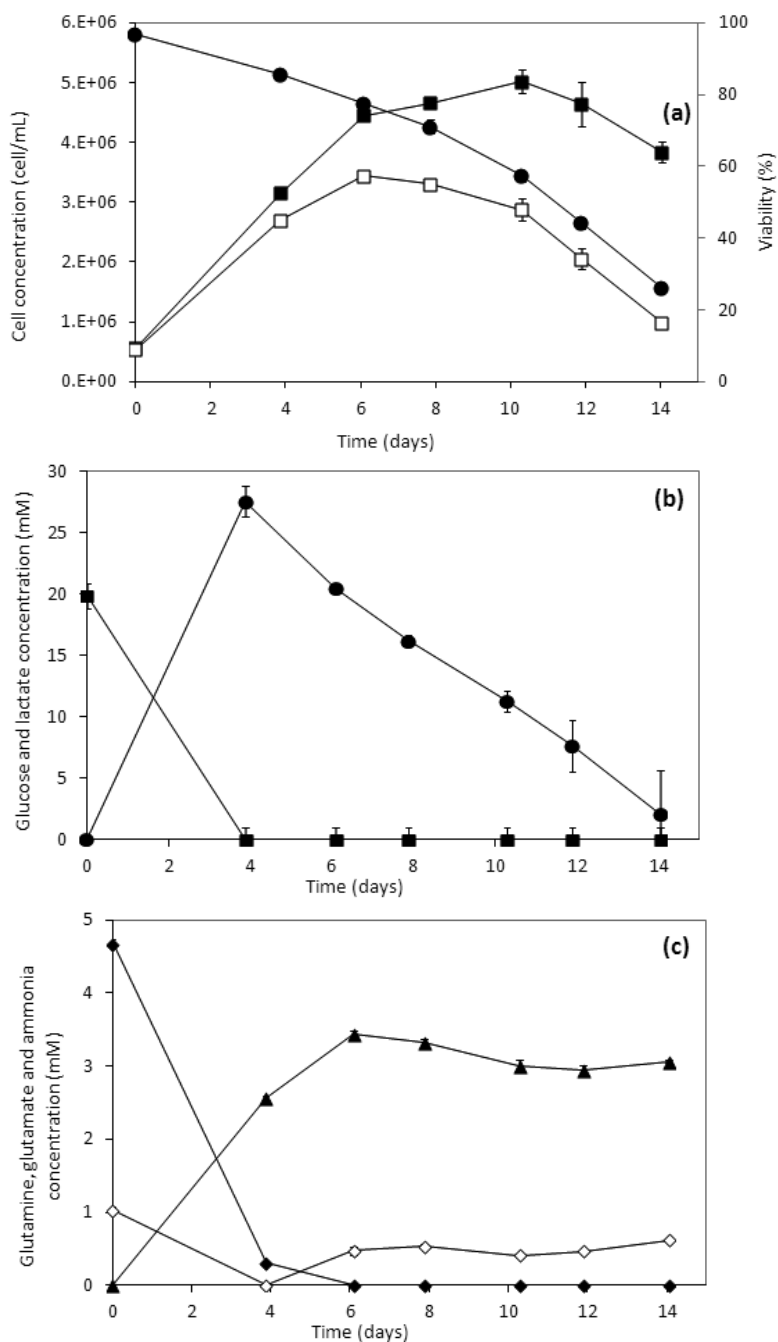 6.E+06
5.E+06
4.E+06
3.E+06
2.E+06
1.E+06
0.E+00
Cell concentration (cell/mL)
100
80
60
40
20
0
Viability (%)
(a)
0 2 4 6 8 10 12 14
Time (days)
30
25
20
15
10
5
0
Glucose and lactate concentration (mM)
(b)
0 2 4 6 8 10 12 14
Time (days)
5
4
3
2
1
0
Glutamine, glutamate and ammonia
concentration (mM)
(c)
0 2 4 6 8 10 12 14
Time (days)